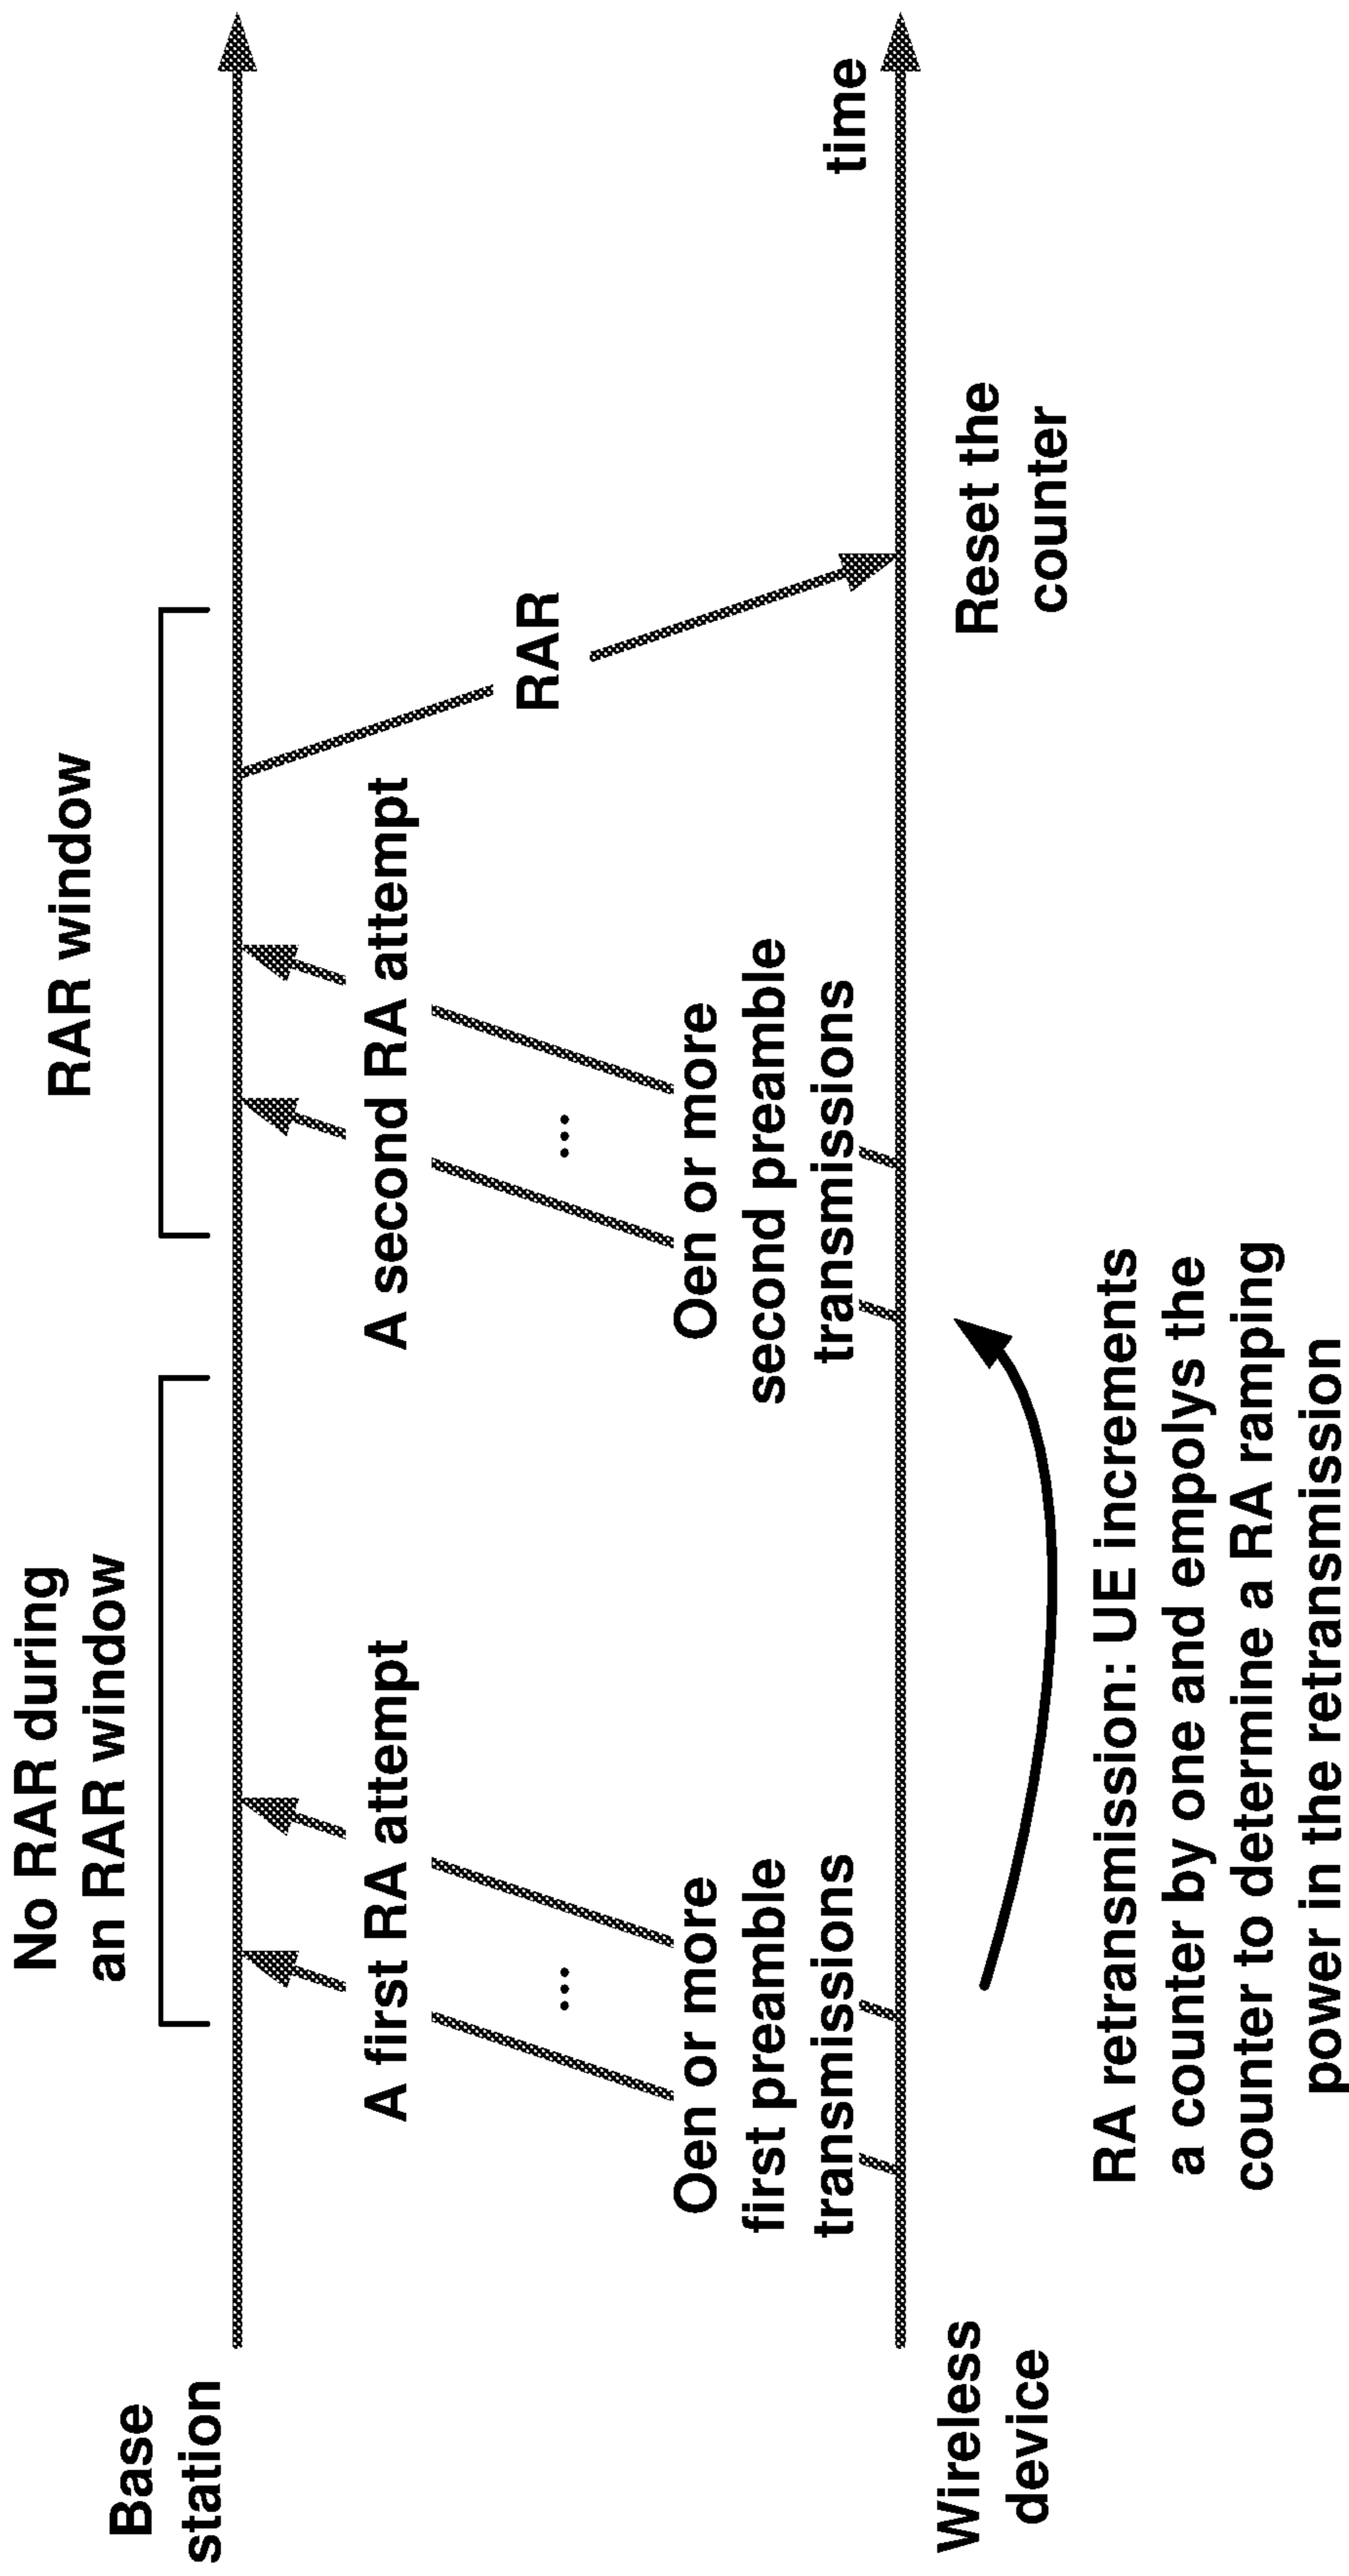 No RAR during
an RAR window
RAR window
Base
station
A first RA attempt
A second RA attempt
...
...
RAR
Oen or more
first preamble
transmissions
Oen or more
second preamble
transmissions
time
Wireless
device
Reset the
counter
RA retransmission: UE increments
a counter by one and empolys the
counter to determine a RA ramping
power in the retransmission